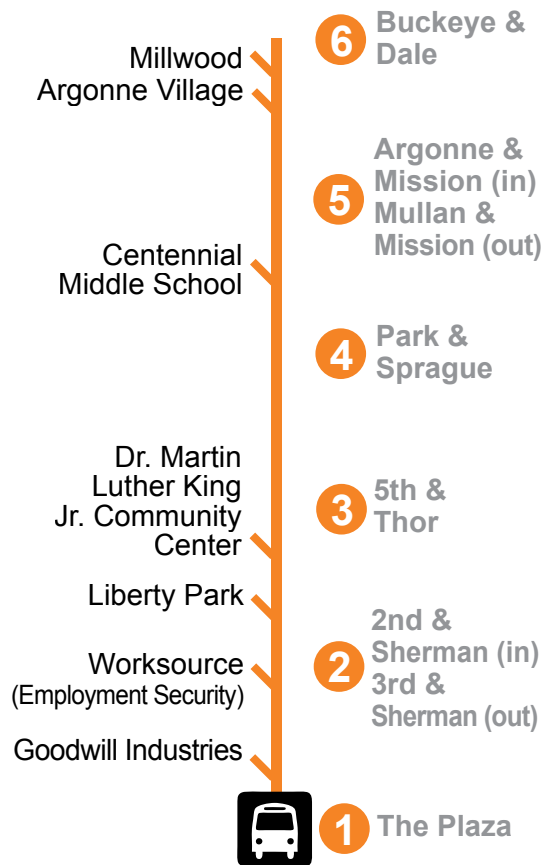 6
Buckeye &
Dale
Millwood
Argonne Village
5
Argonne &
Mission (in)
Mullan &
Mission (out)
Centennial
Middle School
4
Park &
Sprague
Dr. Martin
Luther King
Jr. Community
Center
3
5th &
Thor
Liberty Park
2
2nd &
Sherman (in)
3rd &
Sherman (out)
Worksource
(Employment Security)
Goodwill Industries
1
The Plaza